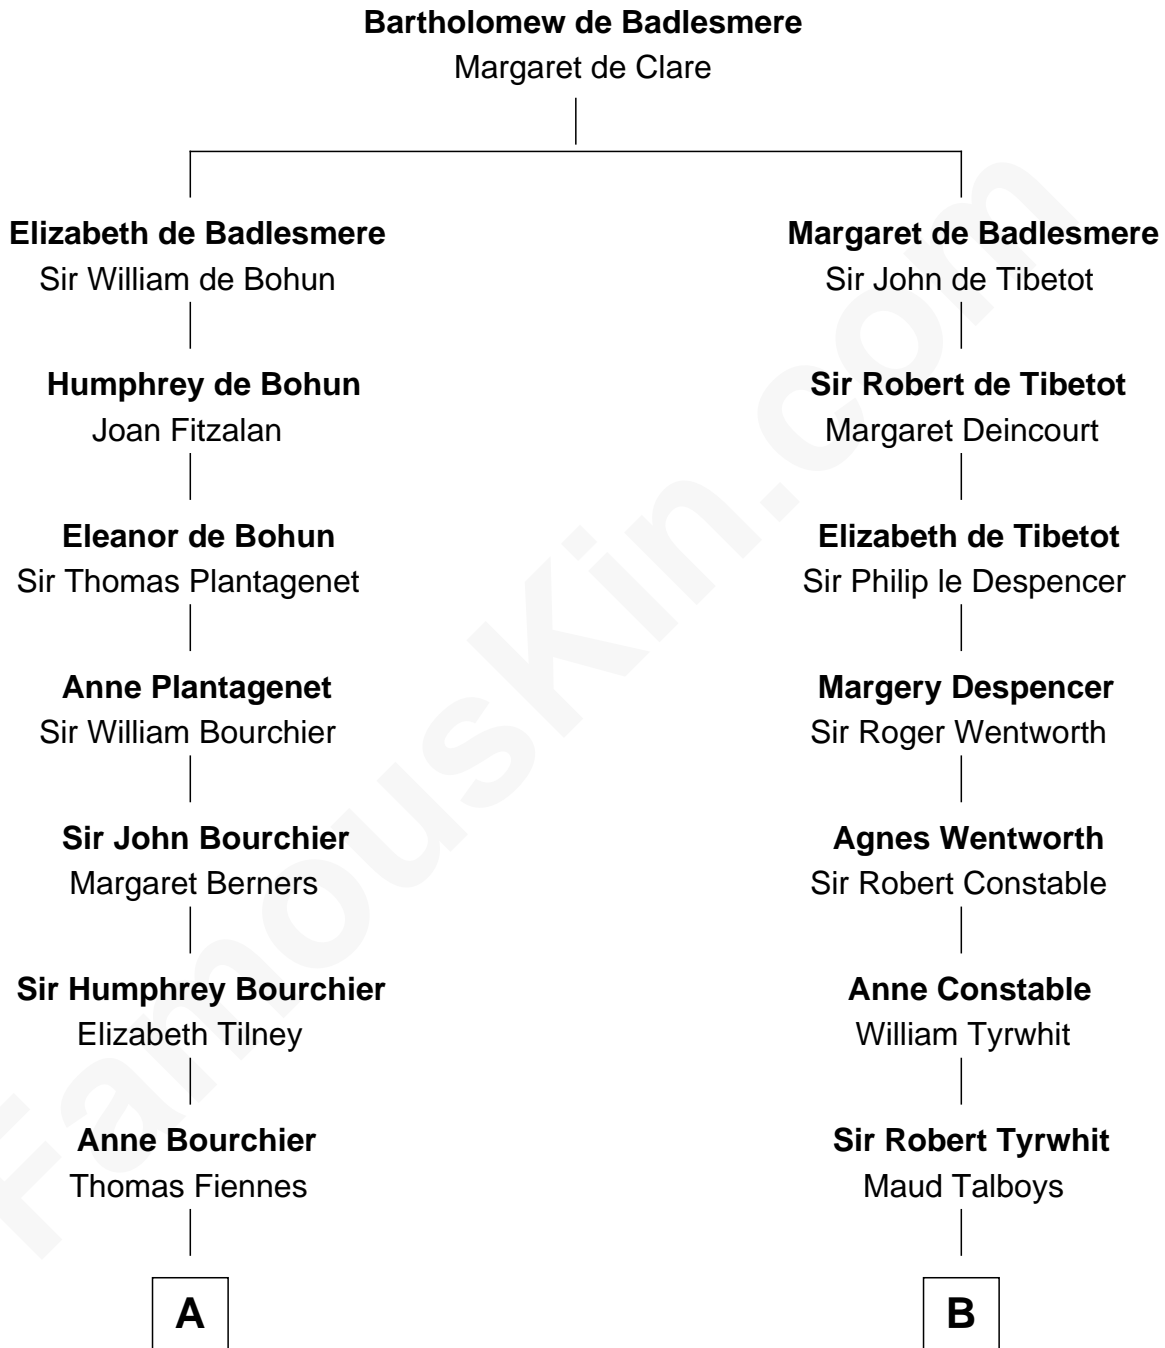 Bartholomew de Badlesmere
Margaret de Clare
Elizabeth de Badlesmere
Sir William de Bohun
Margaret de Badlesmere
Sir John de Tibetot
Humphrey de Bohun
Joan Fitzalan
Sir Robert de Tibetot
Margaret Deincourt
Eleanor de Bohun
Sir Thomas Plantagenet
Elizabeth de Tibetot
Sir Philip le Despencer
Anne Plantagenet
Sir William Bourchier
Margery Despencer
Sir Roger Wentworth
Sir John Bourchier
Margaret Berners
Agnes Wentworth
Sir Robert Constable
Sir Humphrey Bourchier
Elizabeth Tilney
Anne Constable
William Tyrwhit
Anne Bourchier
Thomas Fiennes
Sir Robert Tyrwhit
Maud Talboys
A
B
FamousKin.com